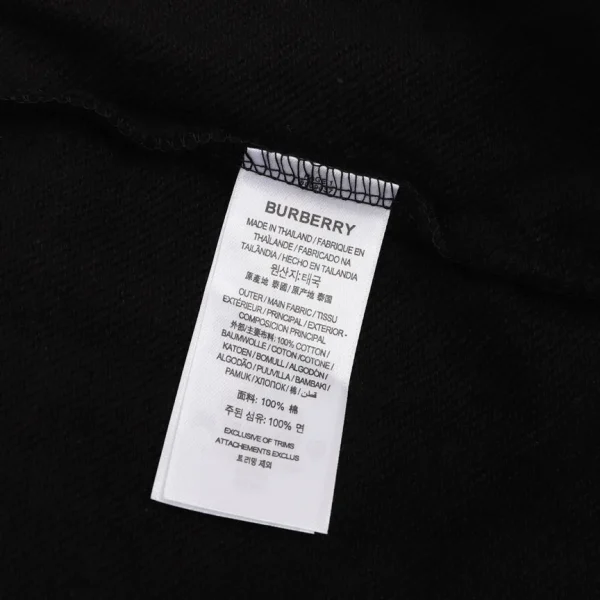 BURBERRY
MADE IN THAILAND / FABRIQUE EN
THAÏLANDE / FABRICADO NA
TAILÂNDIA / HECHO EN TAILANDIA
원산지:태국
原產地 泰國 / 原产地 泰国
OUTER / MAIN FABRIC / TISSU
EXTÉRIEUR / PRINCIPAL / EXTERIOR -
COMPOSICIÓN PRINCIPAL
外部/主要布料: 100% COTTON /
BAUMWOLLE / COTON / COTONE /
KATOEN / BOMULL / ALGODÓN /
ALGODÃO / PUUVILLA / BAMBAKI /
PAMUK / ХЛОПОК / 棉 / قطن /
面料: 100% 棉
주된 섬유: 100% 면
EXCLUSIVE OF TRIMS
ATTACHEMENTS EXCLUS
트리밍 제외